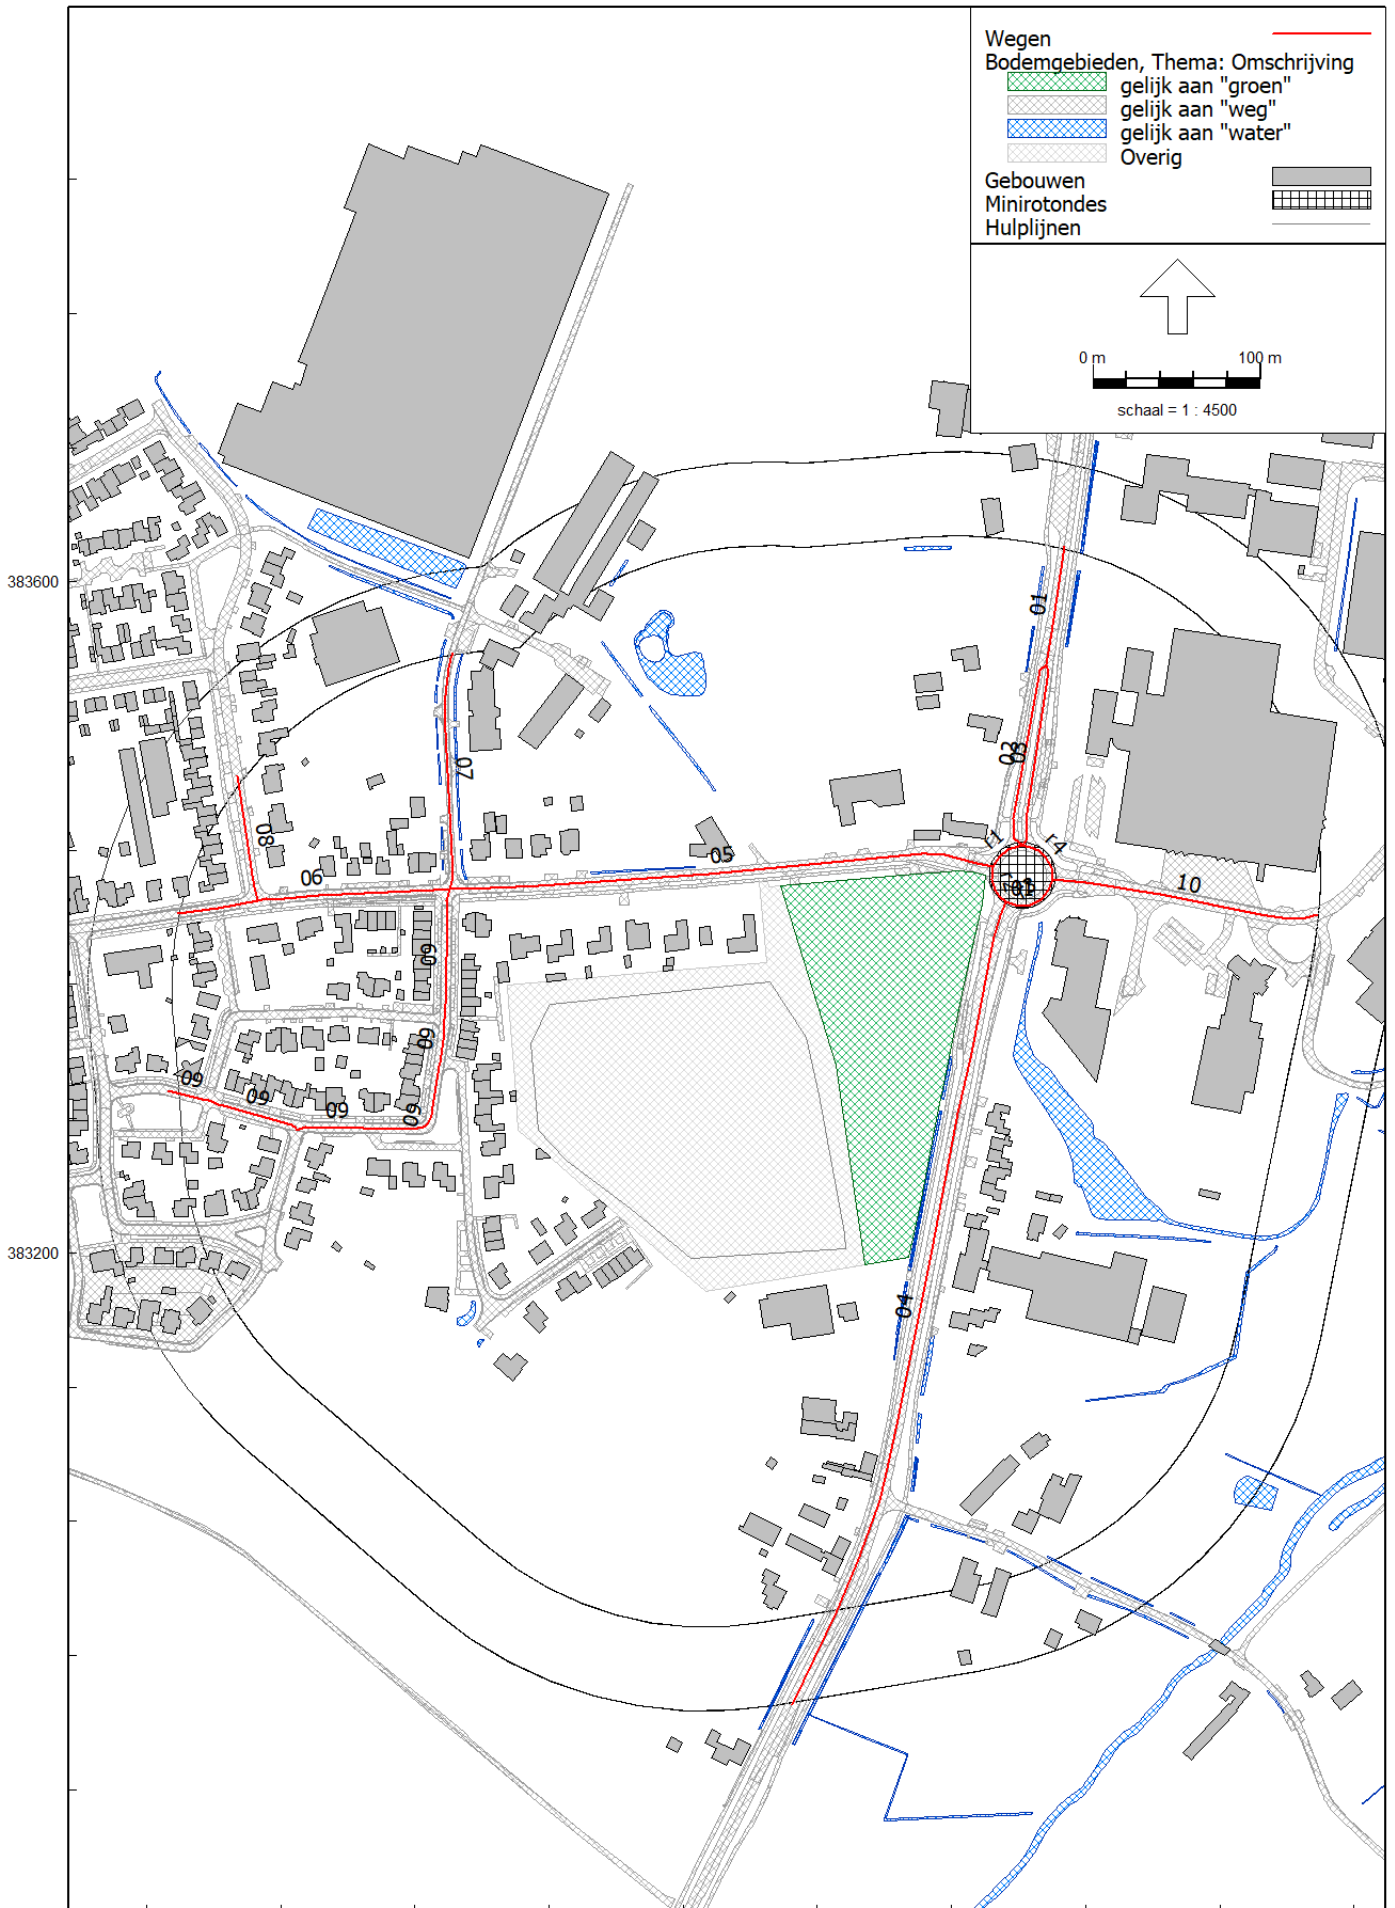 Wegen
Bodemgebieden, Thema: Omschrijving
gelijk aan "groen"
gelijk aan "weg"
gelijk aan "water"
Overig
Gebouwen
Minirotondes
Hulplijnen
0 m 100 m
schaal = 1 : 4500
383600
01
02
03
07
08
05
r1
r4
06
10
09
09
09
09
09
09
383200
04